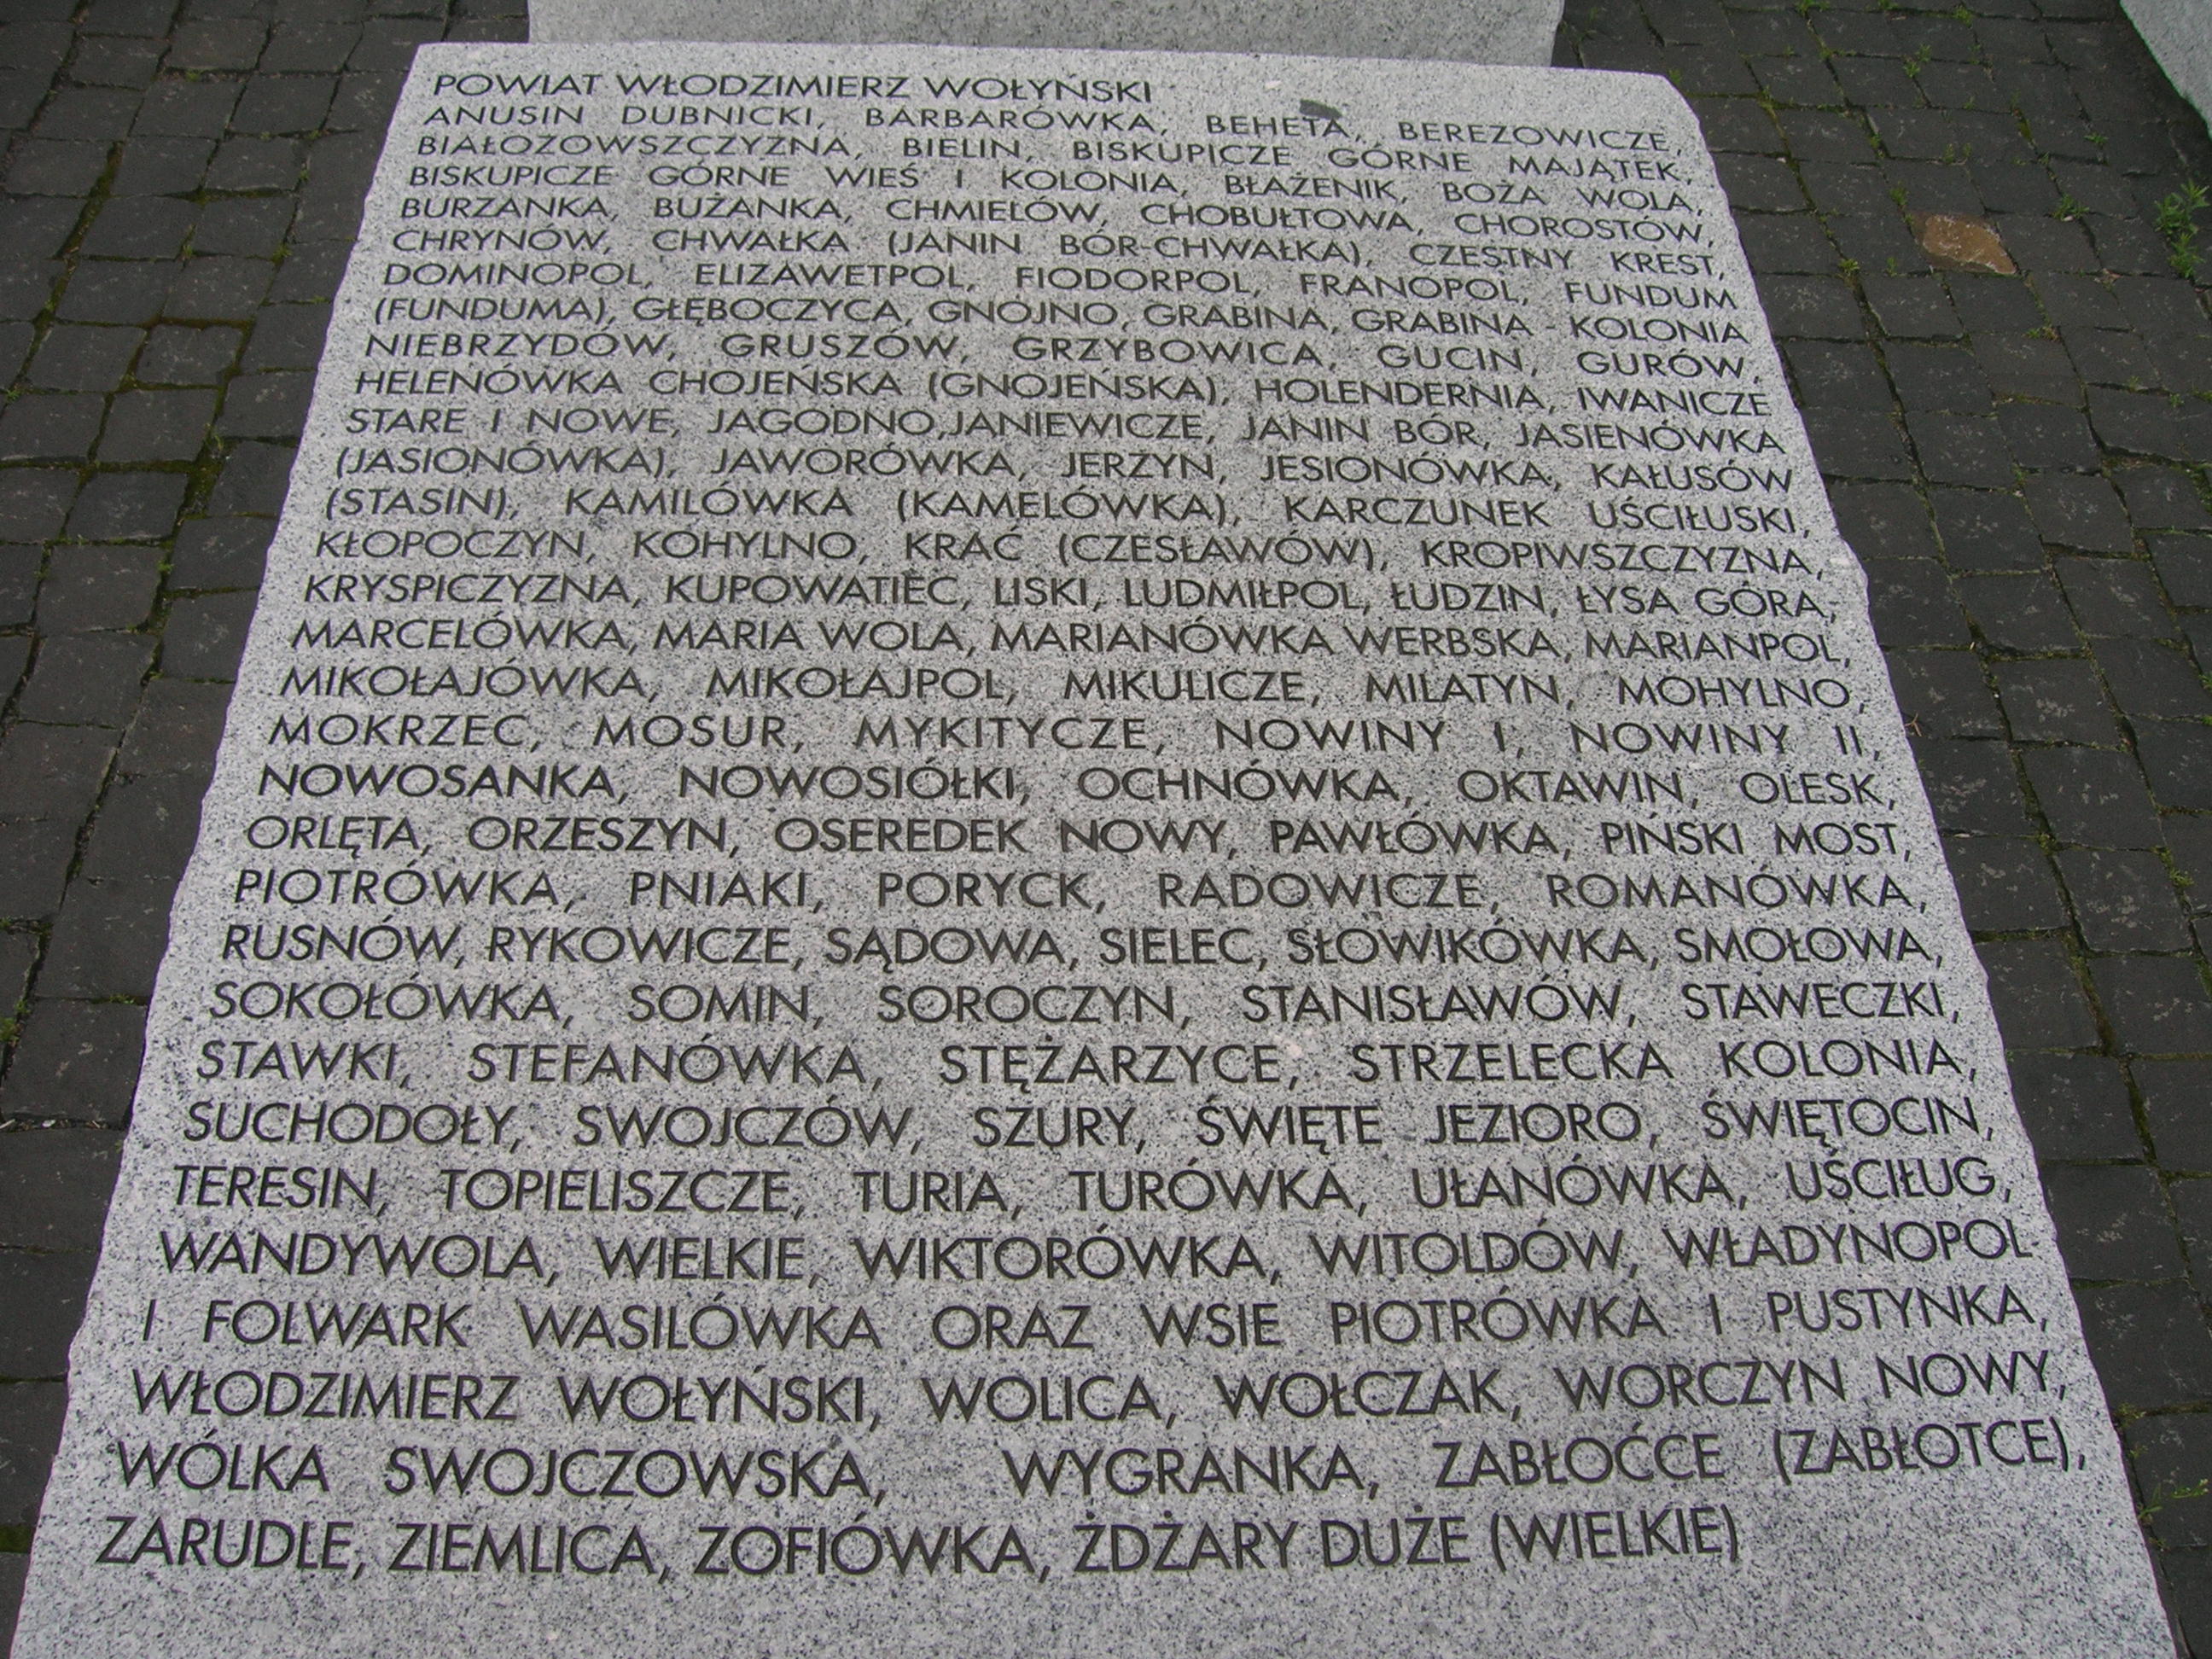 POWIAT WŁODZIMIERZ WOŁYŃSKI
ANUSIN DUBNICKI, BARBARÓWKA, BEHETA, BEREZOWICZE,
BIAŁOZOWSZCZYZNA, BIELIN, BISKUPICZE GÓRNE MAJĄTEK,
BISKUPICZE GÓRNE WIEŚ I KOLONIA, BŁAŻENIK, BOŻA WOLA,
BURZANKA, BUŻANKA, CHMIELÓW, CHOBUŁTOWA, CHOROSTÓW,
CHRYNÓW, CHWAŁKA (JANIN BÓR-CHWAŁKA), CZESTNY KREST,
DOMINOPOL, ELIZAWETPOL, FIODORPOL, FRANOPOL, FUNDUM
(FUNDUMA), GŁĘBOCZYCA, GNOJNO, GRABINA, GRABINA - KOLONIA
NIEBRZYDÓW, GRUSZÓW, GRZYBOWICA, GUCIN, GURÓW,
HELENÓWKA CHOJEŃSKA (GNOJEŃSKA), HOLENDERNIA, IWANICZE
STARE I NOWE, JAGODNO,JANIEWICZE, JANIN BÓR, JASIENÓWKA
(JASIONÓWKA), JAWORÓWKA, JERZYN, JESIONÓWKA, KAŁUSÓW
(STASIN), KAMILÓWKA (KAMELÓWKA), KARCZUNEK UŚCIŁUSKI,
KŁOPOCZYN, KOHYLNO, KRAĆ (CZESŁAWÓW), KROPIWSZCZYZNA,
KRYSPICZYZNA, KUPOWATIEC, LISKI, LUDMIŁPOL, ŁUDZIN, ŁYSA GÓRA,
MARCELÓWKA, MARIA WOLA, MARIANÓWKA WERBSKA, MARIANPOL,
MIKOŁAJÓWKA, MIKOŁAJPOL, MIKULICZE, MILATYN, MOHYLNO,
MOKRZEC, MOSUR, MYKITYCZE, NOWINY I, NOWINY II,
NOWOSANKA, NOWOSIÓŁKI, OCHNÓWKA, OKTAWIN, OLESK,
ORLĘTA, ORZESZYN, OSEREDEK NOWY, PAWŁÓWKA, PIŃSKI MOST,
PIOTRÓWKA, PNIAKI, PORYCK, RADOWICZE, ROMANÓWKA,
RUSNÓW, RYKOWICZE, SĄDOWA, SIELEC, SŁOWIKÓWKA, SMOŁOWA,
SOKOŁÓWKA, SOMIN, SOROCZYN, STANISŁAWÓW, STAWECZKI,
STAWKI, STEFANÓWKA, STĘŻARZYCE, STRZELECKA KOLONIA,
SUCHODOŁY, SWOJCZÓW, SZURY, ŚWIĘTE JEZIORO, ŚWIĘTOCIN,
TERESIN, TOPIELISZCZE, TURIA, TURÓWKA, UŁANÓWKA, UŚCIŁUG,
WANDYWOLA, WIELKIE, WIKTORÓWKA, WITOLDÓW, WŁADYNOPOL
I FOLWARK WASILÓWKA ORAZ WSIE PIOTRÓWKA I PUSTYNKA,
WŁODZIMIERZ WOŁYŃSKI, WOLICA, WOŁCZAK, WORCZYN NOWY,
WÓLKA SWOJCZOWSKA, WYGRANKA, ZABŁOĆCE (ZABŁOTCE),
ZARUDLE, ZIEMLICA, ZOFIÓWKA, ŻDŻARY DUŻE (WIELKIE)